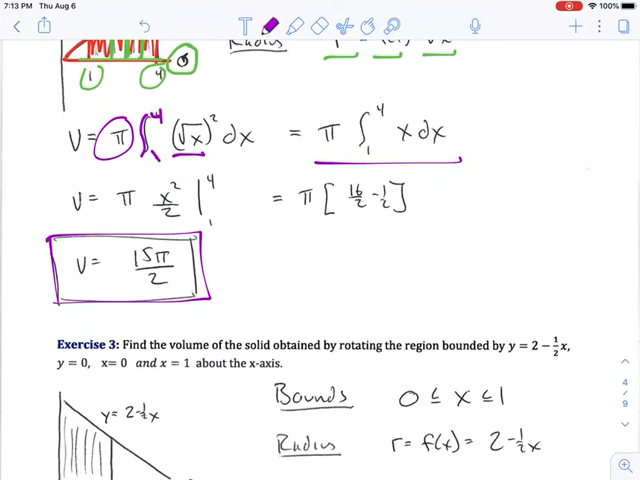 7:13 PM Thu Aug 6
100%
T
Radius
1 4
V = π ∫₁⁴ (√x)² dx = π ∫₁⁴ x dx
V = π x²/2 |₁⁴ = π [ 16/2 - 1/2 ]
V = 15π/2
Exercise 3: Find the volume of the solid obtained by rotating the region bounded by y = 2 − ½x,
y = 0, x= 0 and x = 1 about the x-axis.
Bounds 0 ≤ x ≤ 1
y = 2-½x
Radius r = f(x) = 2-½x
4
9